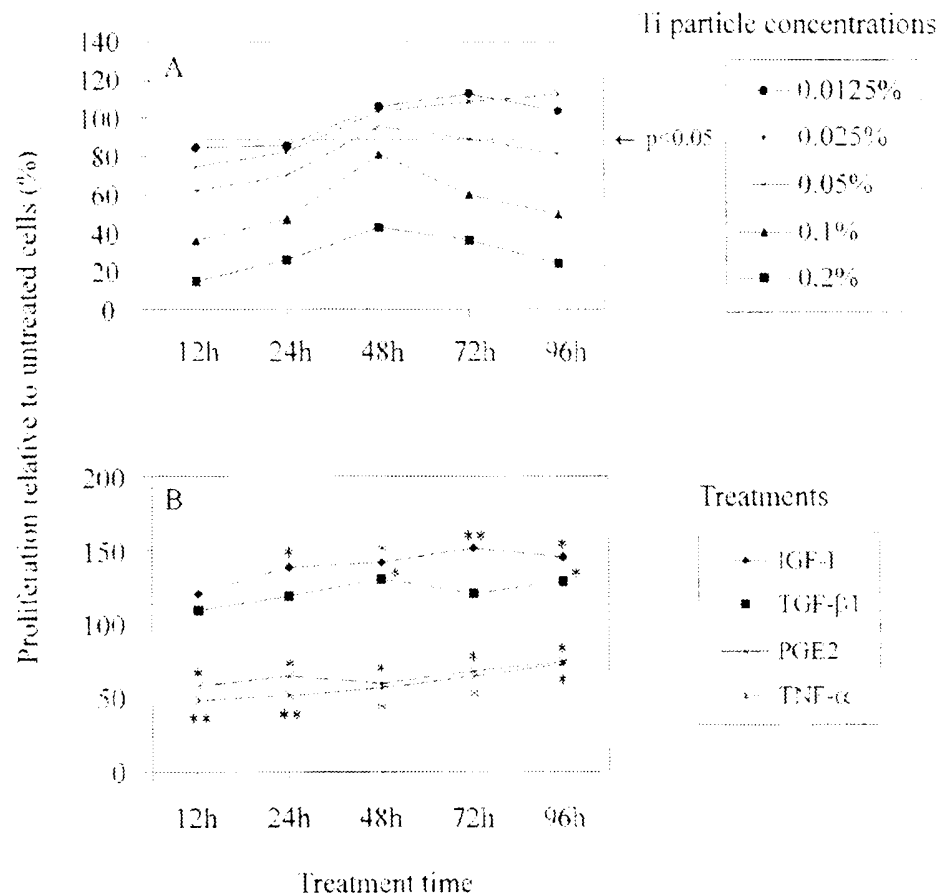 Ti particle concentrations
140
120
100
80
60
40
20
0
A
← p<0.05
0.0125%
0.025%
0.05%
0.1%
0.2%
12h 24h 48h 72h 96h
Proliferation relative to untreated cells (%)
200
150
100
50
0
B
* * ** *
* *
* * * * *
** ** * * *
Treatments
IGF-I
TGF-β1
PGE2
TNF-α
12h 24h 48h 72h 96h
Treatment time